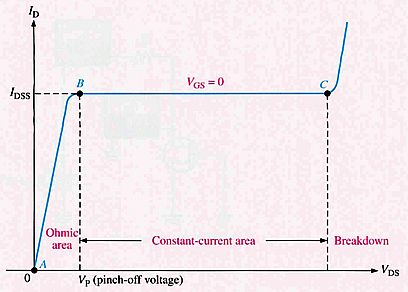 I_D
B
V_GS = 0
C
I_DSS
Ohmic
area
Constant-current area
Breakdown
A
0
V_P (pinch-off voltage)
V_DS